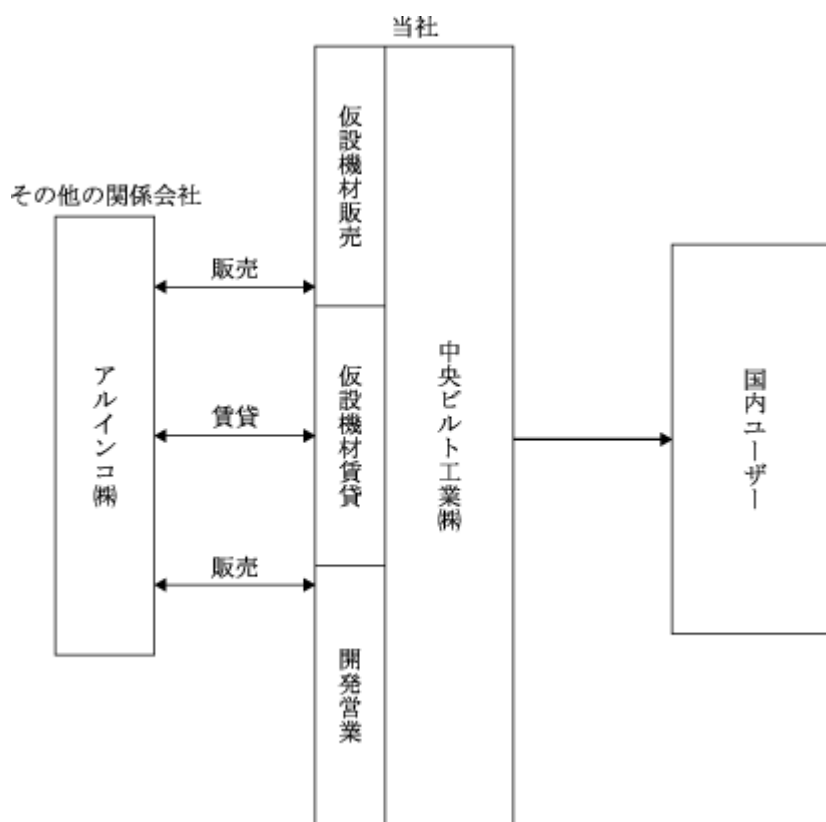 当社
その他の関係会社
アルインコ㈱
販売
賃貸
販売
仮設機材販売
仮設機材賃貸
開発営業
中央ビルト工業㈱
国内ユーザー